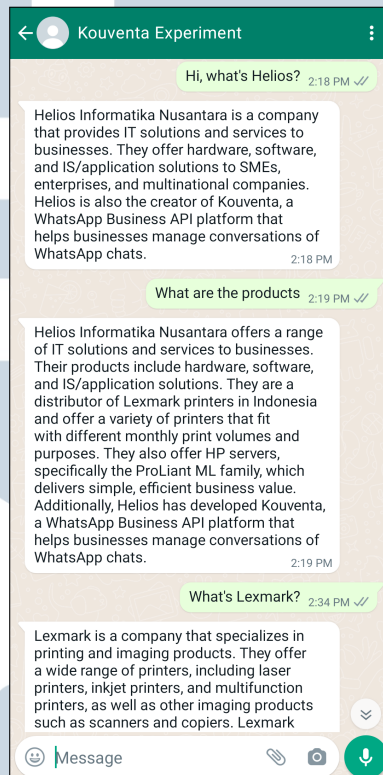 Kouventa Experiment
Hi, what's Helios?
2:18 PM
Helios Informatika Nusantara is a company
that provides IT solutions and services to
businesses. They offer hardware, software,
and IS/application solutions to SMEs,
enterprises, and multinational companies.
Helios is also the creator of Kouventa, a
WhatsApp Business API platform that
helps businesses manage conversations of
WhatsApp chats.
2:18 PM
What are the products
2:19 PM
Helios Informatika Nusantara offers a range
of IT solutions and services to businesses.
Their products include hardware, software,
and IS/application solutions. They are a
distributor of Lexmark printers in Indonesia
and offer a variety of printers that fit
with different monthly print volumes and
purposes. They also offer HP servers,
specifically the ProLiant ML family, which
delivers simple, efficient business value.
Additionally, Helios has developed Kouventa,
a WhatsApp Business API platform that
helps businesses manage conversations of
WhatsApp chats.
2:19 PM
What's Lexmark?
2:34 PM
Lexmark is a company that specializes in
printing and imaging products. They offer
a wide range of printers, including laser
printers, inkjet printers, and multifunction
printers, as well as other imaging products
such as scanners and copiers. Lexmark
Message